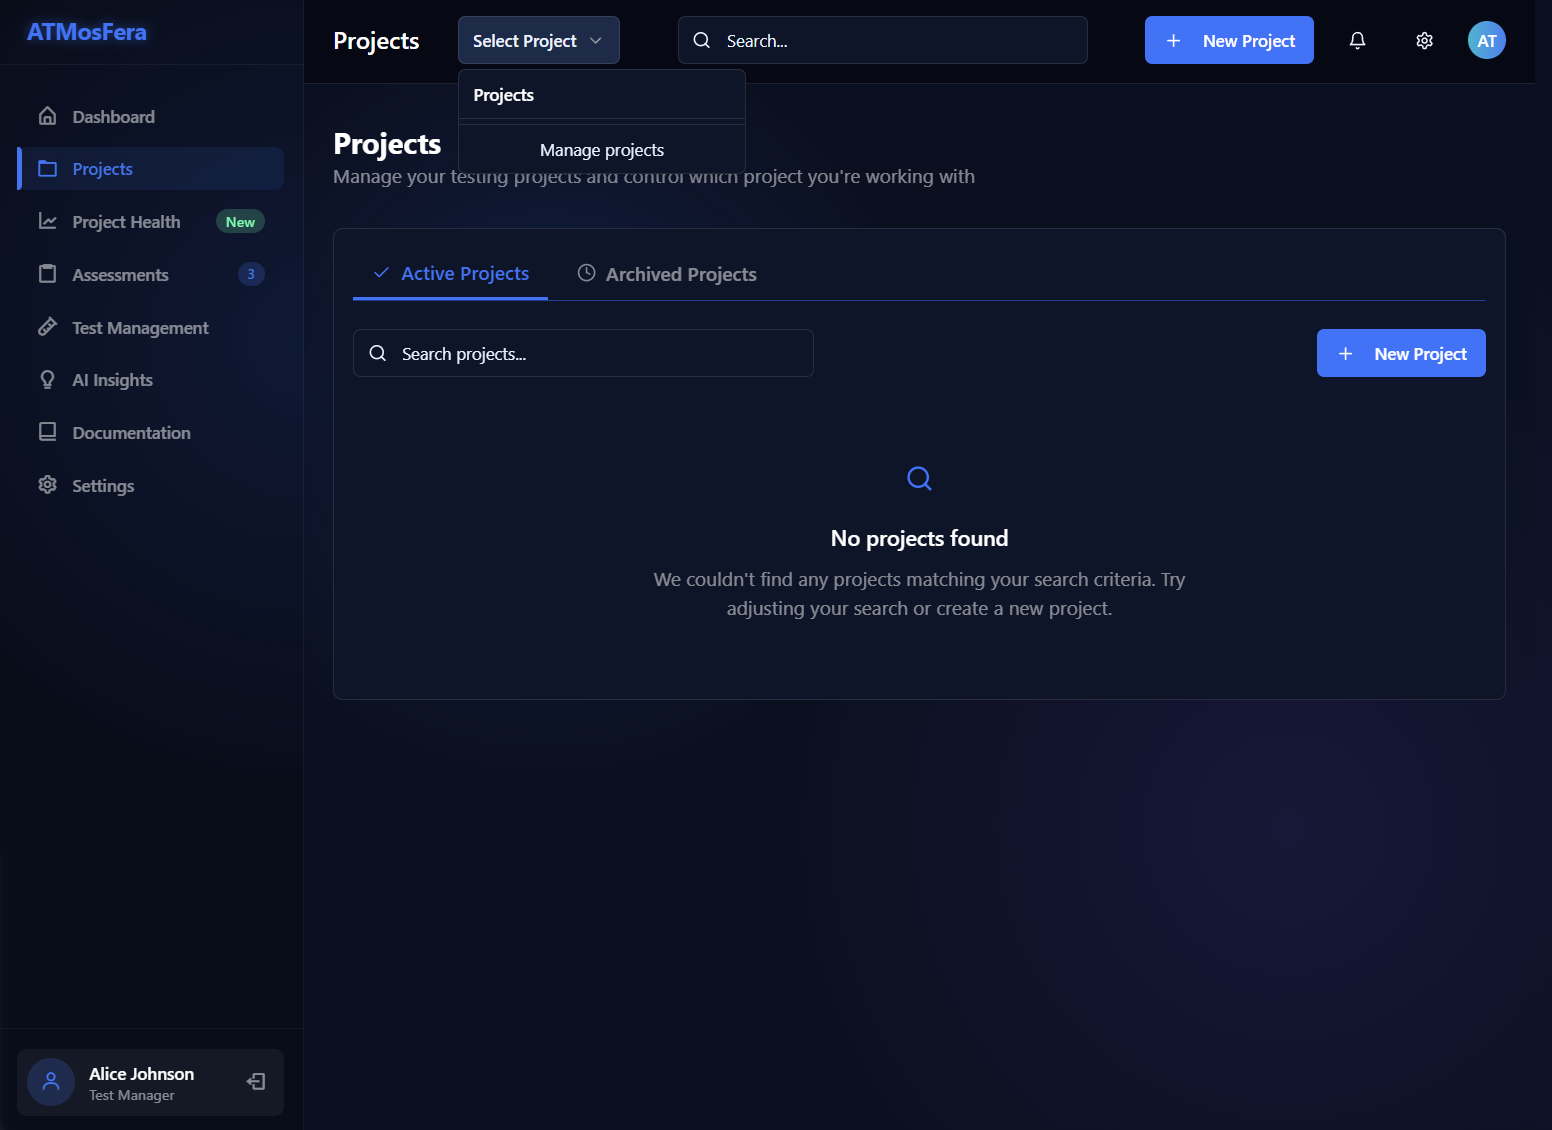 ATMosFera
Dashboard
Projects
Project Health
New
Assessments
3
Test Management
AI Insights
Documentation
Settings
Alice Johnson
Test Manager
Projects
Select Project
Search...
New Project
AT
Projects
Manage projects
Projects
Manage your testing projects and control which project you're working with
Active Projects
Archived Projects
Search projects...
New Project
No projects found
We couldn't find any projects matching your search criteria. Try
adjusting your search or create a new project.